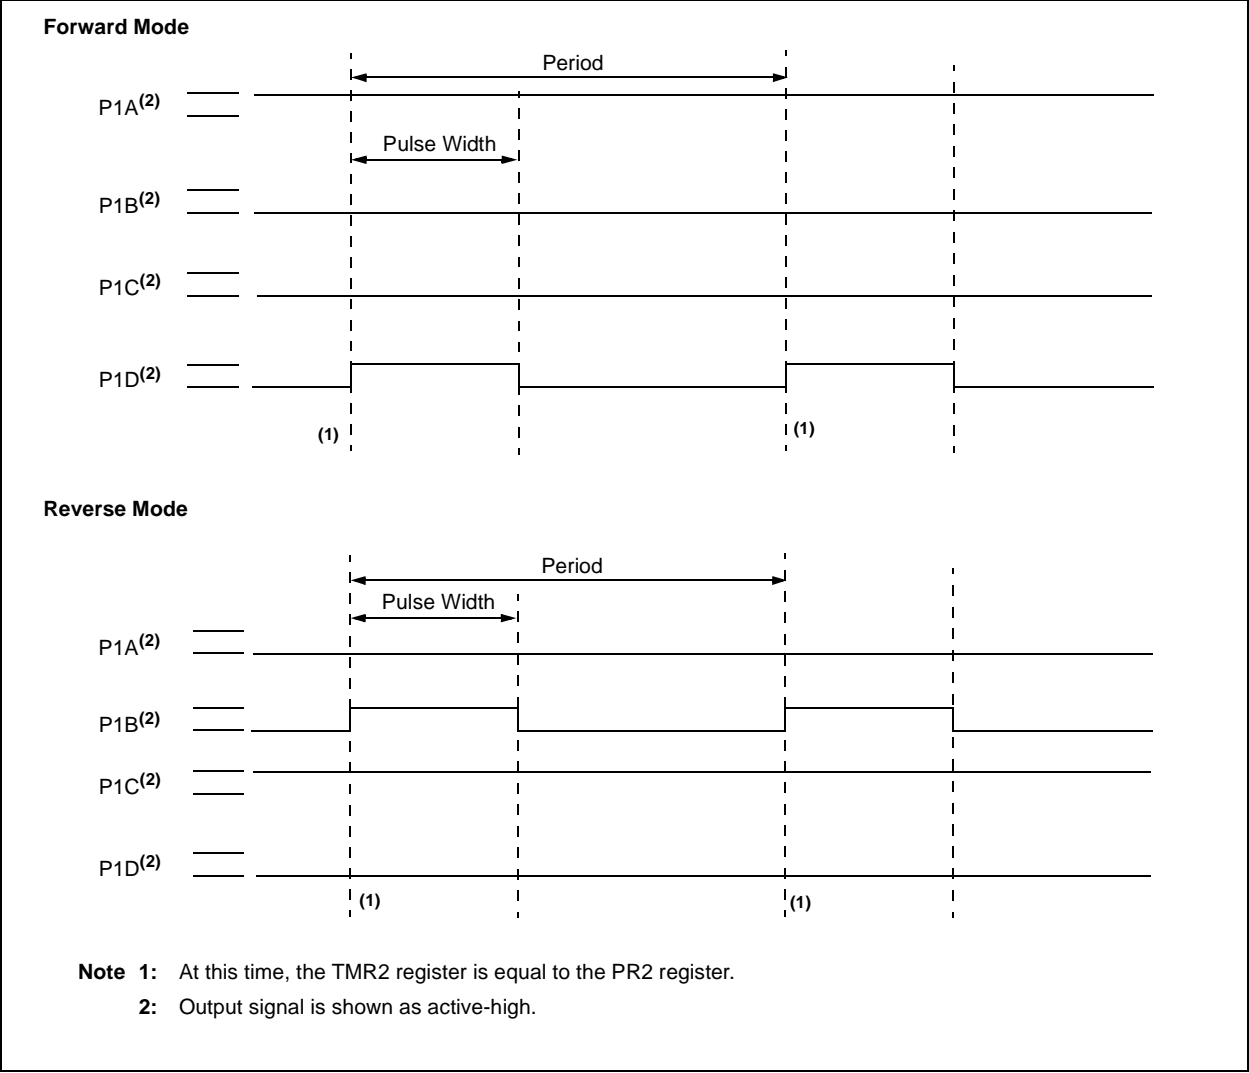 Forward Mode
Period
P1A(2)
Pulse Width
P1B(2)
P1C(2)
P1D(2)
(1)
(1)
Reverse Mode
Period
Pulse Width
P1A(2)
P1B(2)
P1C(2)
P1D(2)
(1)
(1)
Note 1: At this time, the TMR2 register is equal to the PR2 register.
2: Output signal is shown as active-high.